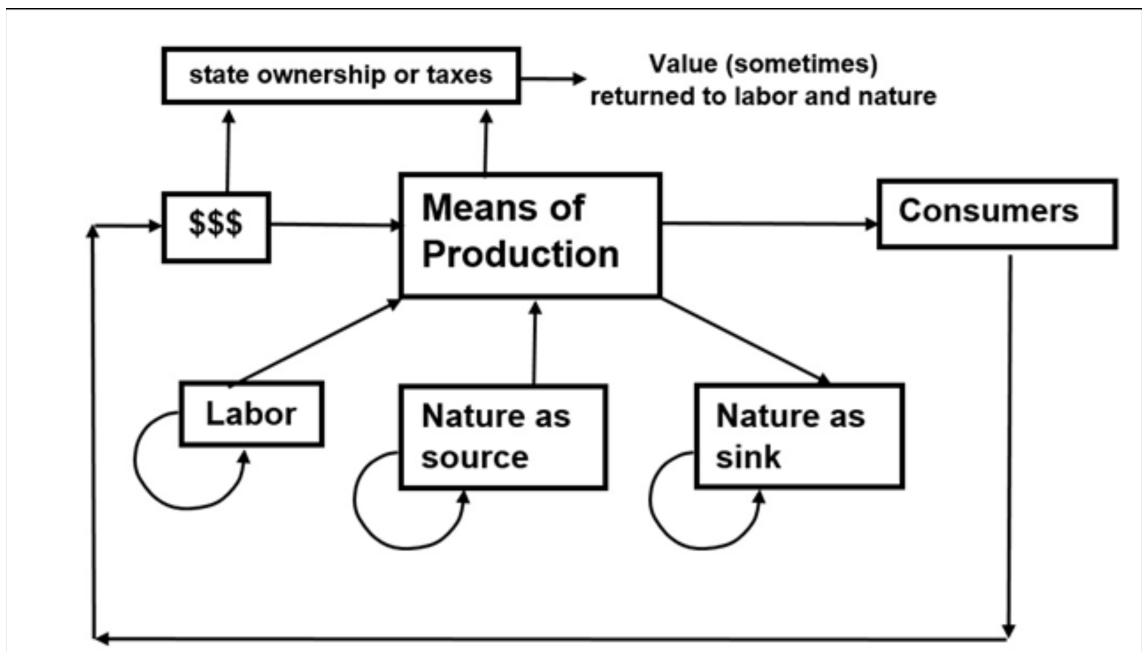 state ownership or taxes
Value (sometimes)
returned to labor and nature
$$$
Means of
Production
Consumers
Labor
Nature as
source
Nature as
sink